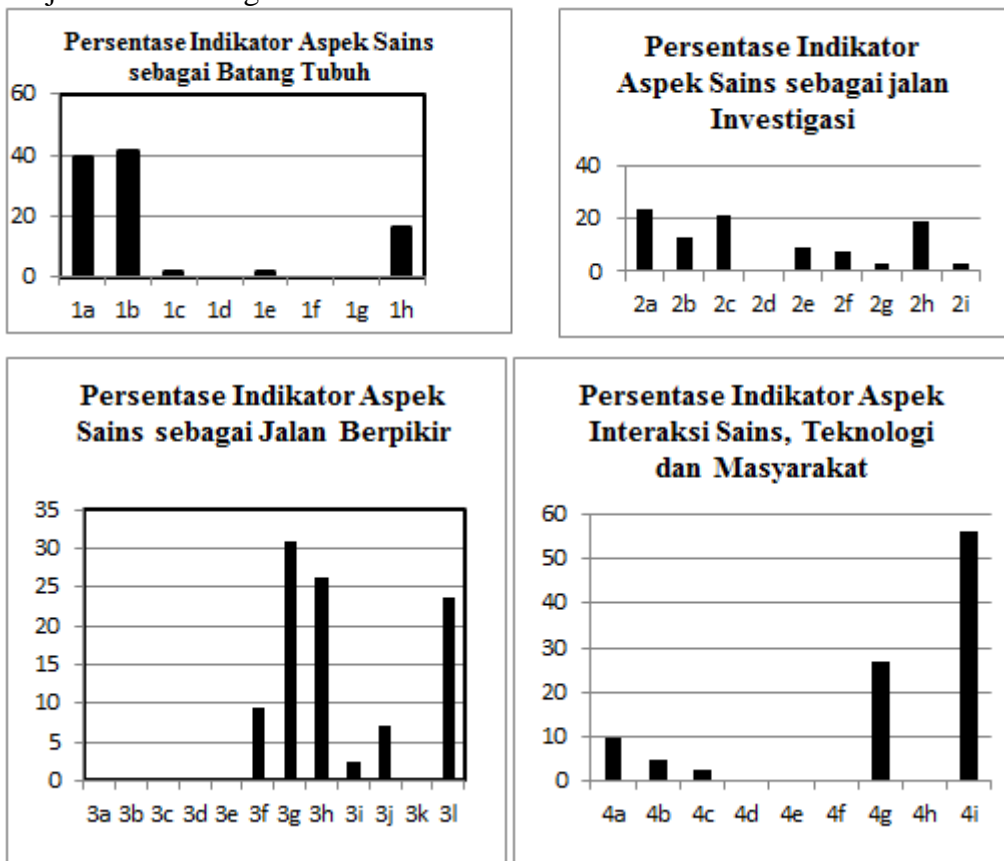 Persentase Indikator Aspek Sains
sebagai Batang Tubuh
60
40
20
0
1a 1b 1c 1d 1e 1f 1g 1h
Persentase Indikator
Aspek Sains sebagai jalan
Investigasi
40
20
0
2a 2b 2c 2d 2e 2f 2g 2h 2i
Persentase Indikator Aspek
Sains sebagai Jalan Berpikir
35
30
25
20
15
10
5
0
3a 3b 3c 3d 3e 3f 3g 3h 3i 3j 3k 3l
Persentase Indikator Aspek
Interaksi Sains, Teknologi
dan Masyarakat
60
50
40
30
20
10
0
4a 4b 4c 4d 4e 4f 4g 4h 4i